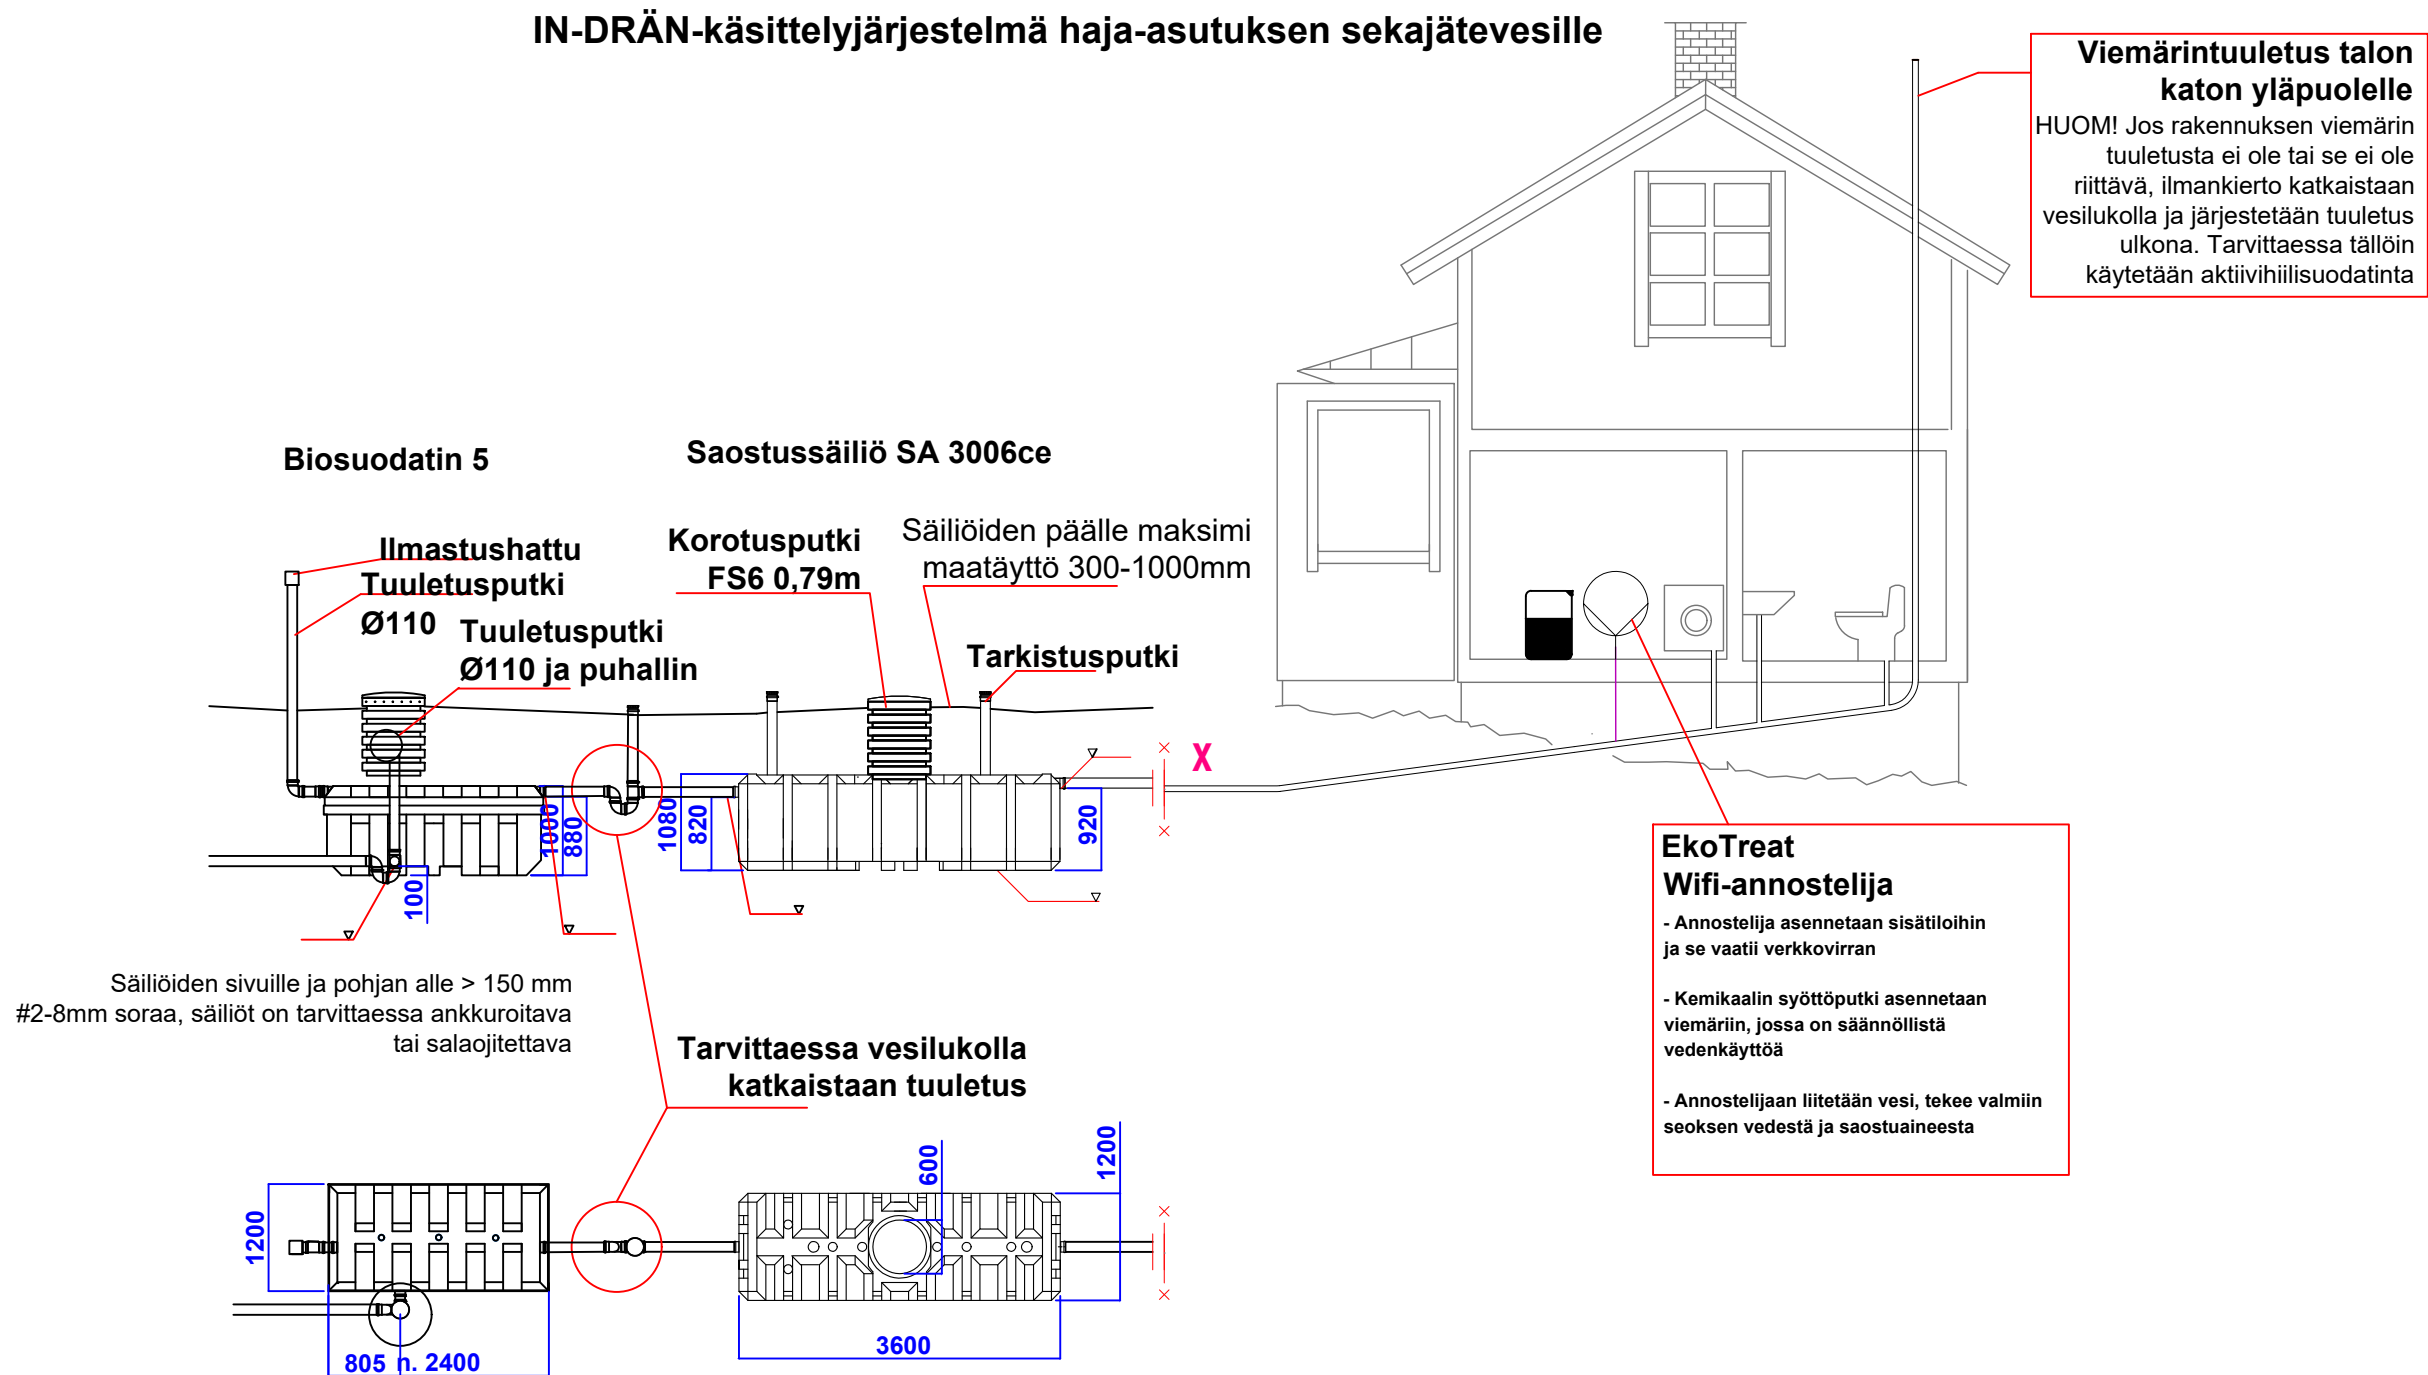 IN-DRÄN-käsittelyjärjestelmä haja-asutuksen sekajätevesille
Viemärintuuletus talon
katon yläpuolelle
HUOM! Jos rakennuksen viemärin
tuuletusta ei ole tai se ei ole
riittävä, ilmankierto katkaistaan
vesilukolla ja järjestetään tuuletus
ulkona. Tarvittaessa tällöin
käytetään aktiivihiilisuodatinta
Biosuodatin 5
Saostussäiliö SA 3006ce
Ilmastushattu
Tuuletusputki
Ø110
Tuuletusputki
Ø110 ja puhallin
Korotusputki
FS6 0,79m
Säiliöiden päälle maksimi
maatäyttö 300-1000mm
Tarkistusputki
X
1000
880
100
1080
820
920
Säiliöiden sivuille ja pohjan alle > 150 mm
#2-8mm soraa, säiliöt on tarvittaessa ankkuroitava
tai salaojitettava
Tarvittaessa vesilukolla
katkaistaan tuuletus
EkoTreat
Wifi-annostelija
- Annostelija asennetaan sisätiloihin
ja se vaatii verkkovirran
- Kemikaalin syöttöputki asennetaan
viemäriin, jossa on säännöllistä
vedenkäyttöä
- Annostelijaan liitetään vesi, tekee valmiin
seoksen vedestä ja saostuaineesta
1200
805 n. 2400
600
1200
3600